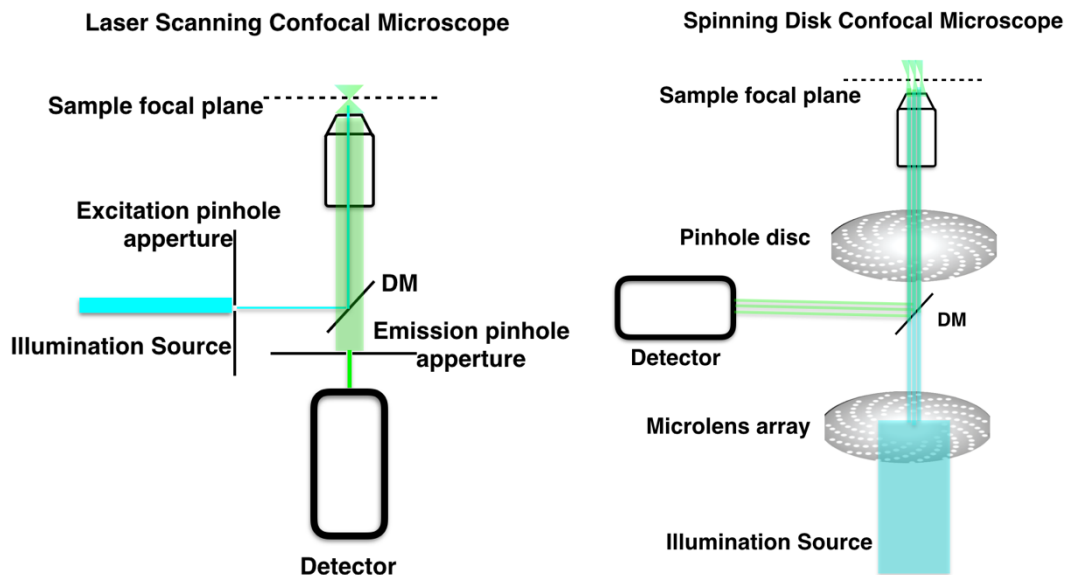 Laser Scanning Confocal Microscope
Sample focal plane
Excitation pinhole
apperture
DM
Emission pinhole
apperture
Illumination Source
Detector
Spinning Disk Confocal Microscope
Sample focal plane
Pinhole disc
DM
Detector
Microlens array
Illumination Source